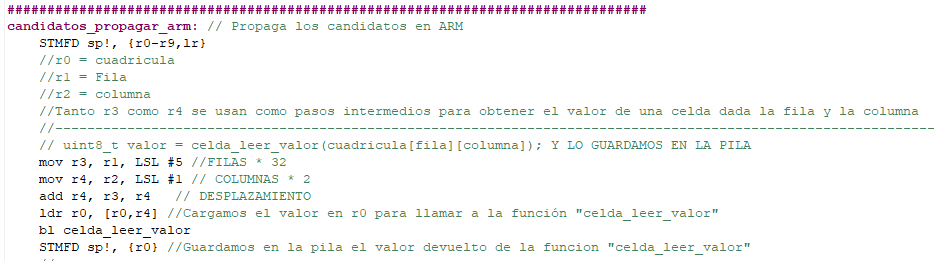 ################################################################################
candidatos_propagar_arm: // Propaga los candidatos en ARM
STMFD sp!, {r0-r9,lr}
//r0 = cuadricula
//r1 = Fila
//r2 = columna
//Tanto r3 como r4 se usan como pasos intermedios para obtener el valor de una celda dada la fila y la columna
//--------------------------------------------------------------------------------------------------------------
// uint8_t valor = celda_leer_valor(cuadricula[fila][columna]); Y LO GUARDAMOS EN LA PILA
mov r3, r1, LSL #5 //FILAS * 32
mov r4, r2, LSL #1 // COLUMNAS * 2
add r4, r3, r4 // DESPLAZAMIENTO
ldr r0, [r0,r4] //Cargamos el valor en r0 para llamar a la función "celda_leer_valor"
bl celda_leer_valor
STMFD sp!, {r0} //Guardamos en la pila el valor devuelto de la funcion "celda_leer_valor"